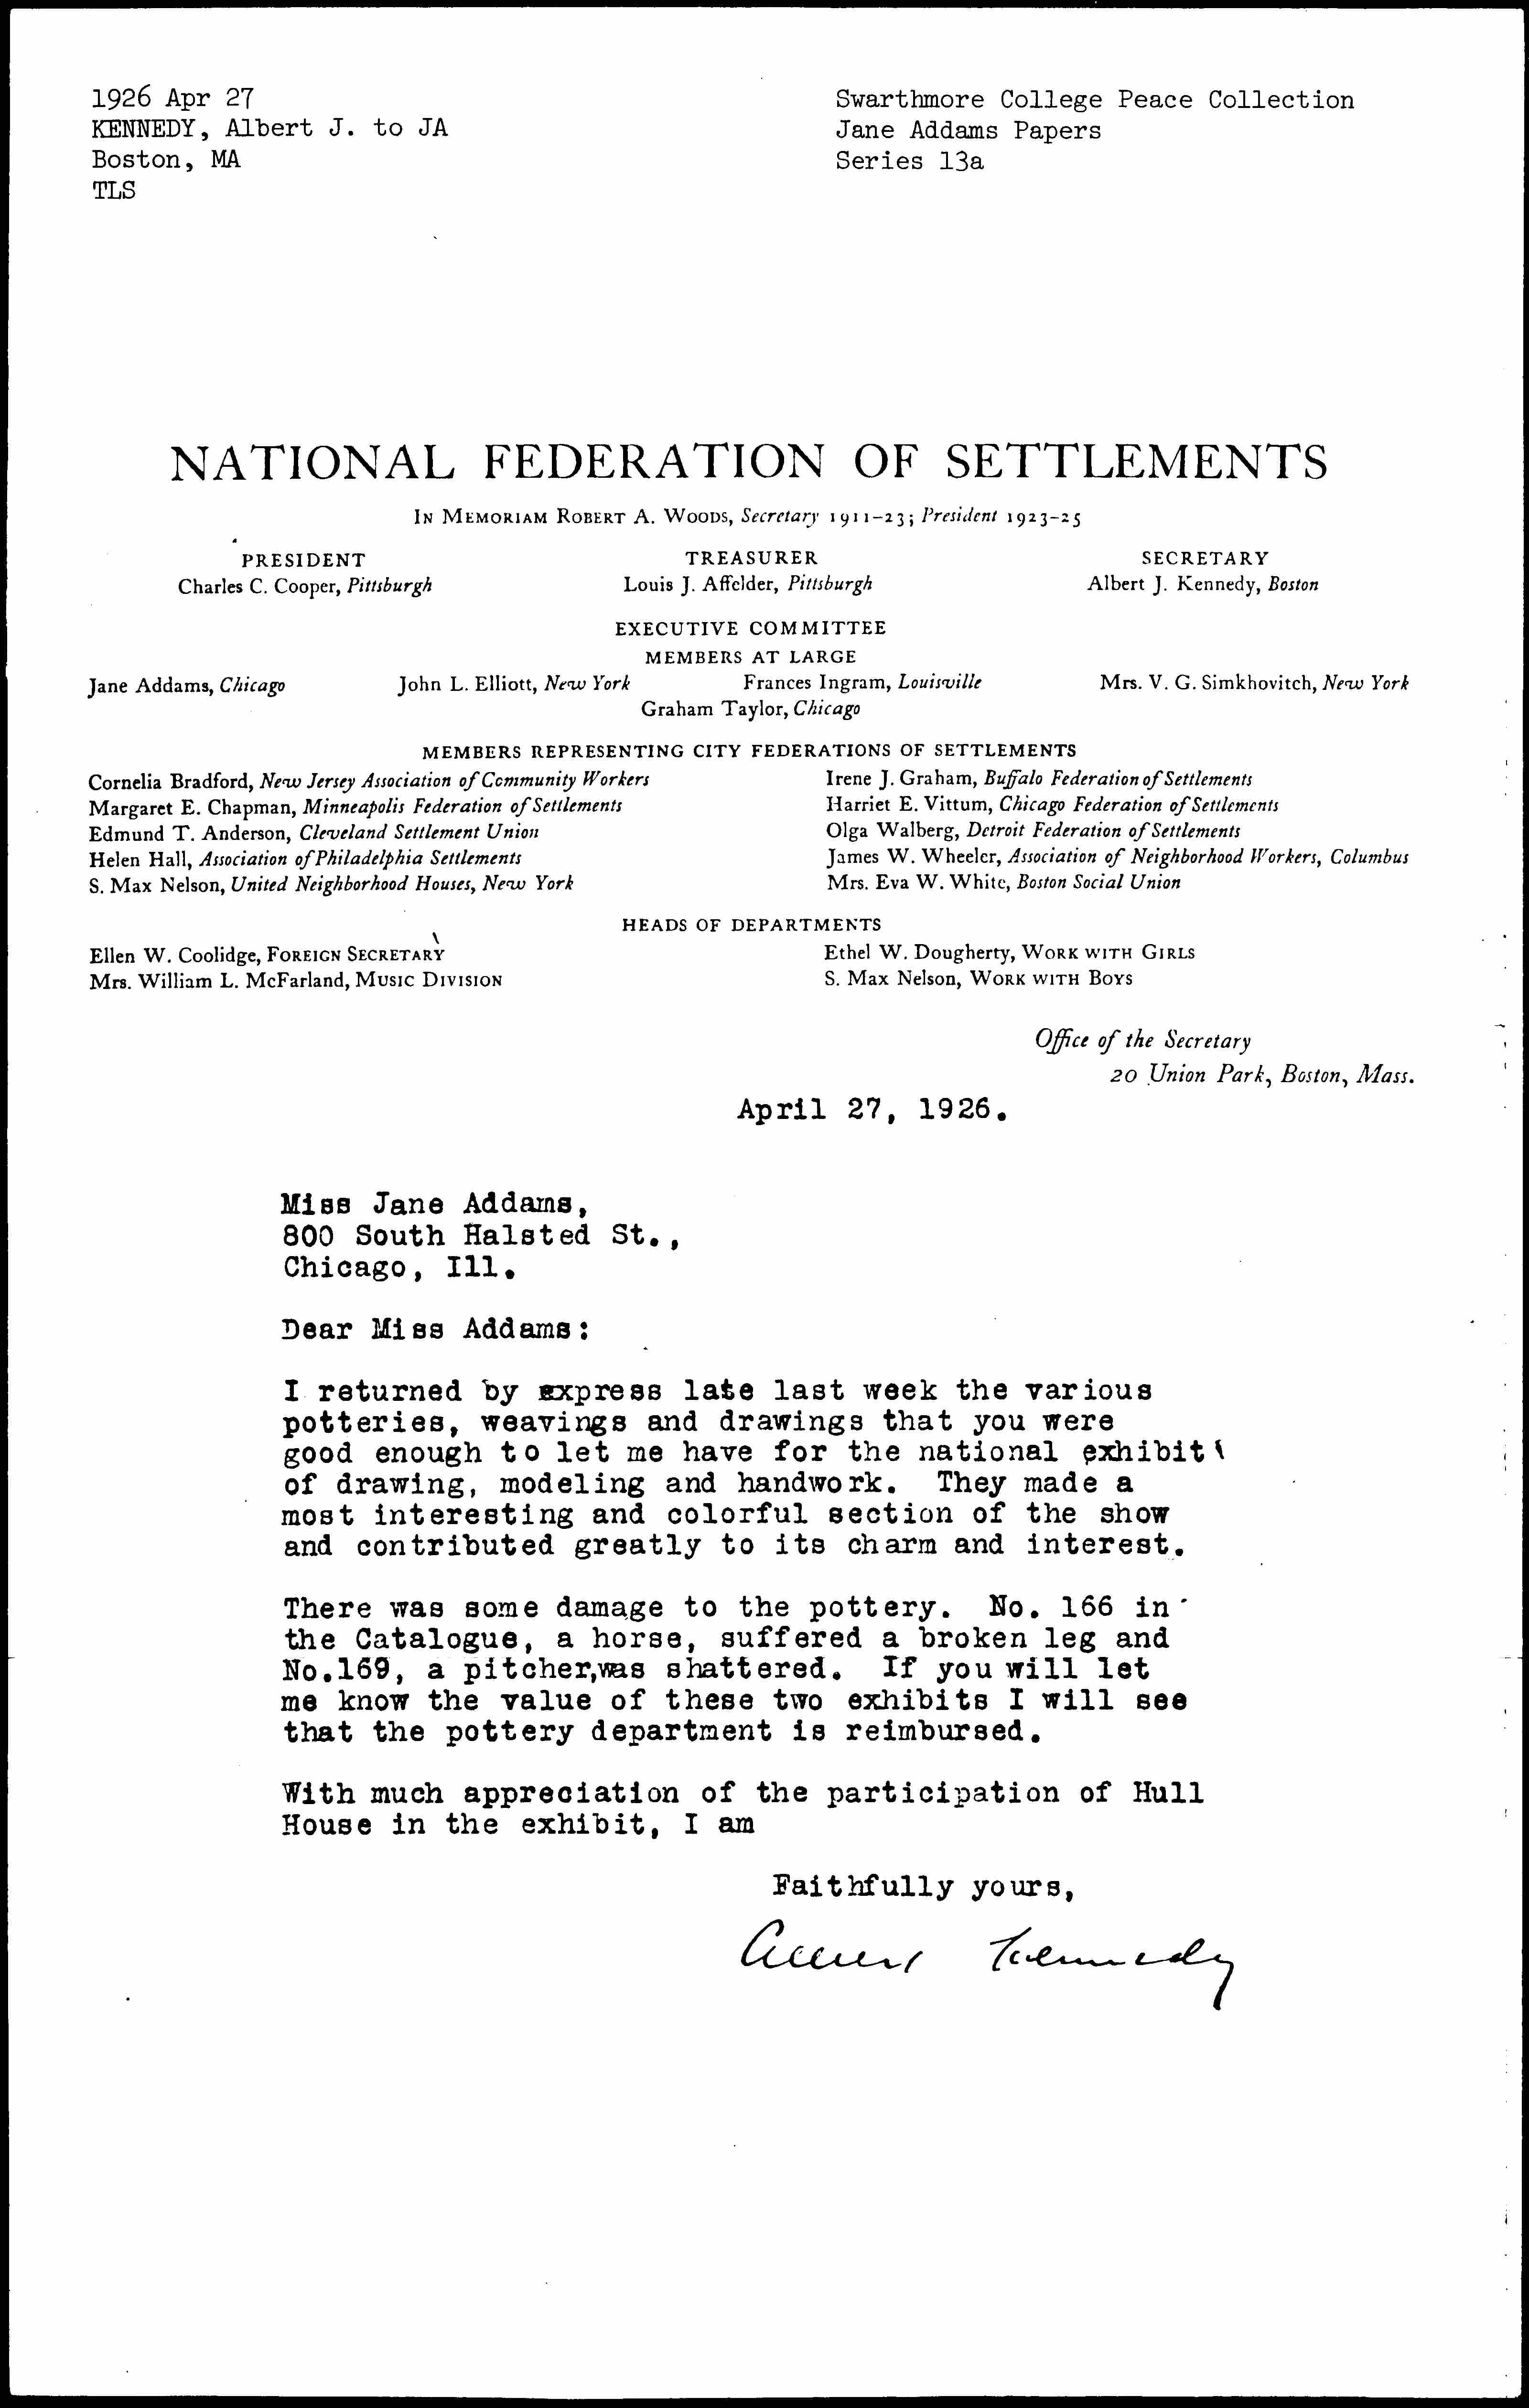 1926 Apr 27
KENNEDY, Albert J. to JA
Boston, MA
TLS
Swarthmore College Peace Collection
Jane Addams Papers
Series 13a
NATIONAL FEDERATION OF SETTLEMENTS
IN MEMORIAM ROBERT A. WOODS, Secretary 1911-23; President 1923-25
PRESIDENT
Charles C. Cooper, Pittsburgh
TREASURER
Louis J. Affelder, Pittsburgh
SECRETARY
Albert J. Kennedy, Boston
EXECUTIVE COMMITTEE
MEMBERS AT LARGE
Jane Addams, Chicago John L. Elliott, New York Frances Ingram, Louisville Mrs. V. G. Simkhovitch, New York
Graham Taylor, Chicago
MEMBERS REPRESENTING CITY FEDERATIONS OF SETTLEMENTS
Cornelia Bradford, New Jersey Association of Community Workers
Margaret E. Chapman, Minneapolis Federation of Settlements
Edmund T. Anderson, Cleveland Settlement Union
Helen Hall, Association of Philadelphia Settlements
S. Max Nelson, United Neighborhood Houses, New York
Irene J. Graham, Buffalo Federation of Settlements
Harriet E. Vittum, Chicago Federation of Settlements
Olga Walberg, Detroit Federation of Settlements
James W. Wheeler, Association of Neighborhood Workers, Columbus
Mrs. Eva W. White, Boston Social Union
HEADS OF DEPARTMENTS
Ellen W. Coolidge, FOREIGN SECRETARY
Mrs. William L. McFarland, MUSIC DIVISION
Ethel W. Dougherty, WORK WITH GIRLS
S. Max Nelson, WORK WITH BOYS
Office of the Secretary
20 Union Park, Boston, Mass.
April 27, 1926.
Miss Jane Addams,
800 South Halsted St.,
Chicago, Ill.
Dear Miss Addams:
I returned by express late last week the various
potteries, weavings and drawings that you were
good enough to let me have for the national exhibit
of drawing, modeling and handwork. They made a
most interesting and colorful section of the show
and contributed greatly to its charm and interest.
There was some damage to the pottery. No. 166 in
the Catalogue, a horse, suffered a broken leg and
No.169, a pitcher,was shattered. If you will let
me know the value of these two exhibits I will see
that the pottery department is reimbursed.
With much appreciation of the participation of Hull
House in the exhibit, I am
Faithfully yours,
Albert Kennedy